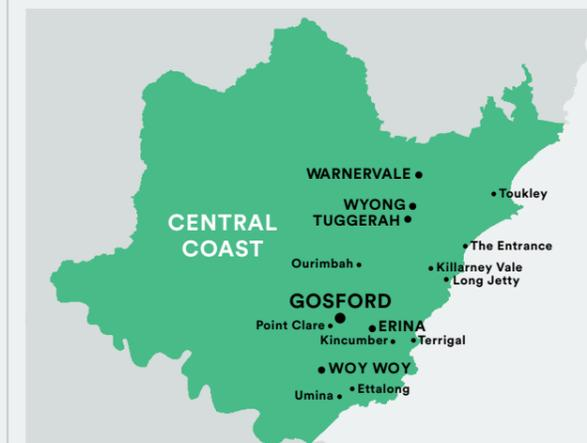 WARNERVALE
Toukley
WYONG
TUGGERAH
CENTRAL
COAST
The Entrance
Ourimbah
Killarney Vale
Long Jetty
GOSFORD
Point Clare
ERINA
Kincumber
Terrigal
WOY WOY
Ettalong
Umina